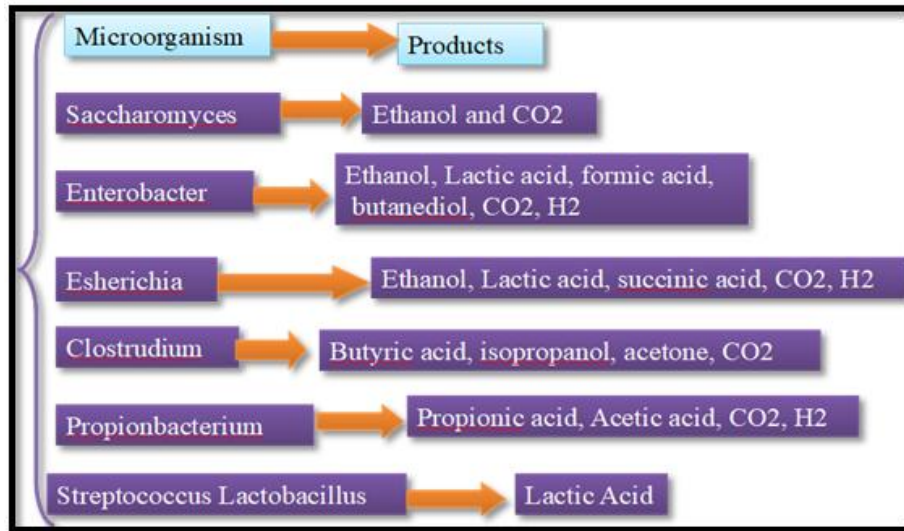 Microorganism
Products
Saccharomyces
Ethanol and CO2
Enterobacter
Ethanol, Lactic acid, formic acid,
butanediol, CO2, H2
Esherichia
Ethanol, Lactic acid, succinic acid, CO2, H2
Clostrudium
Butyric acid, isopropanol, acetone, CO2
Propionbacterium
Propionic acid, Acetic acid, CO2, H2
Streptococcus Lactobacillus
Lactic Acid